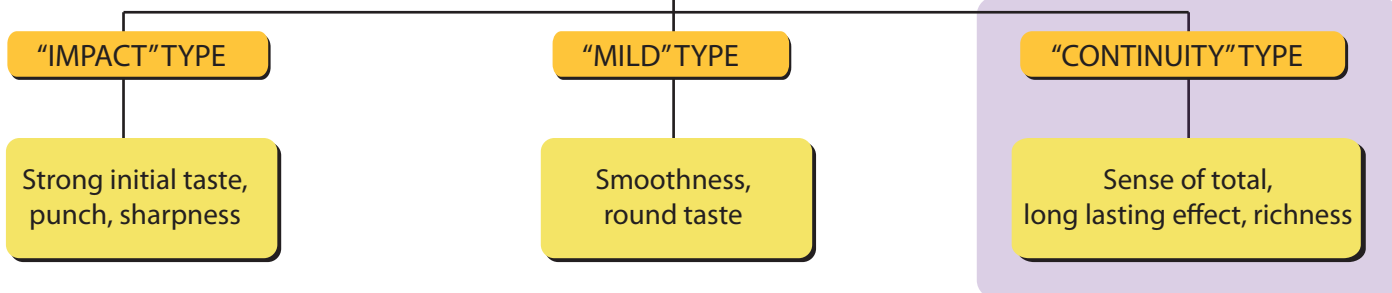 “IMPACT” TYPE
“MILD” TYPE
“CONTINUITY” TYPE
Strong initial taste,
punch, sharpness
Smoothness,
round taste
Sense of total,
long lasting effect, richness